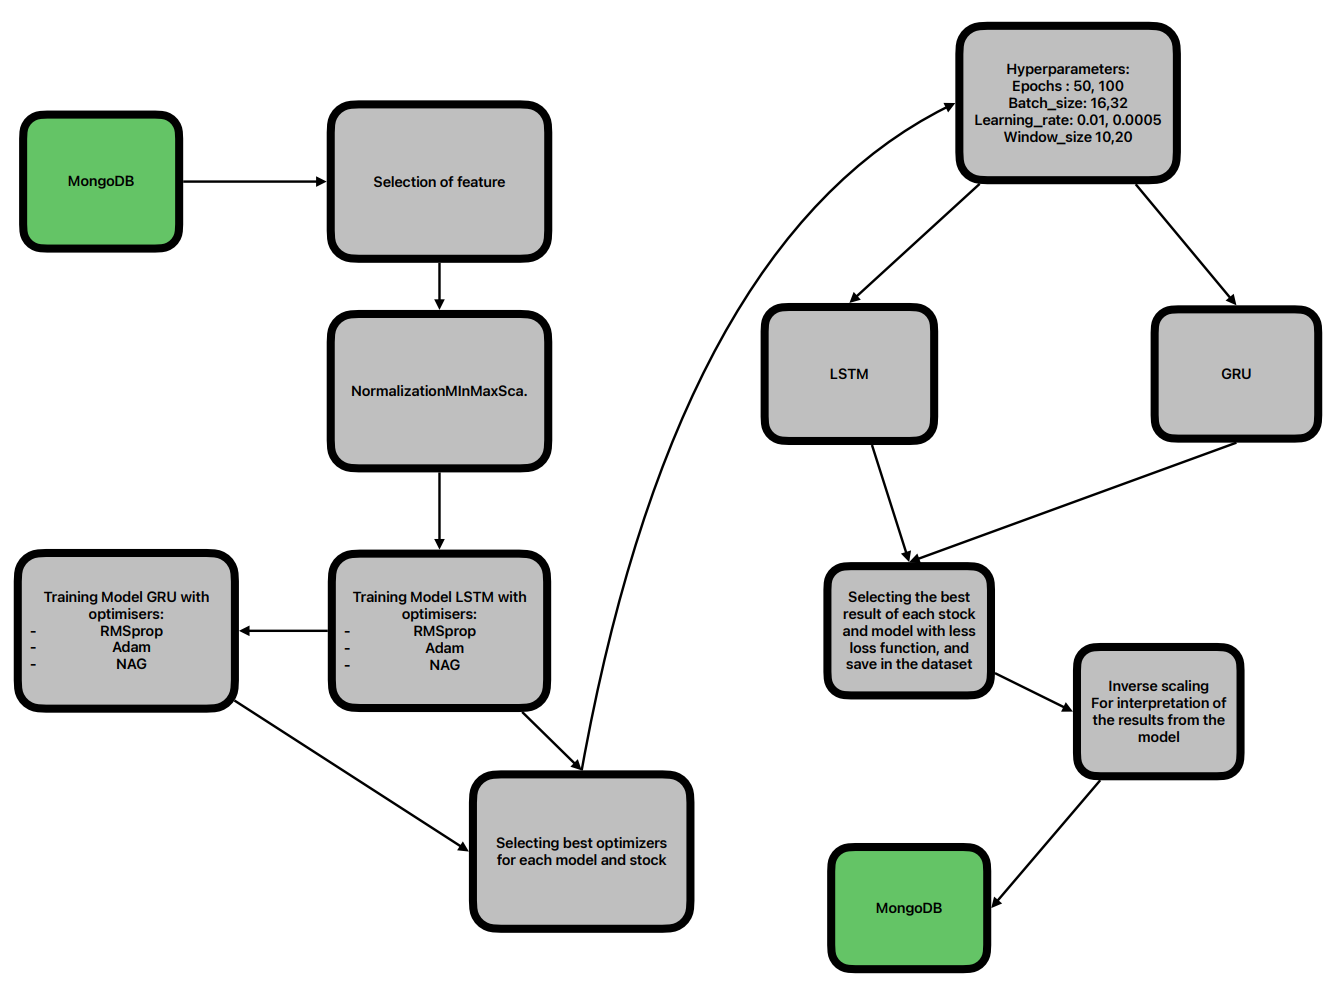 MongoDB
Selection of feature
NormalizationMInMaxSca.
Training Model LSTM with
optimisers:
- RMSprop
- Adam
- NAG
Training Model GRU with
optimisers:
- RMSprop
- Adam
- NAG
Selecting best optimizers
for each model and stock
Hyperparameters:
Epochs : 50, 100
Batch_size: 16,32
Learning_rate: 0.01, 0.0005
Window_size 10,20
LSTM
GRU
Selecting the best
result of each stock
and model with less
loss function, and
save in the dataset
Inverse scaling
For interpretation of
the results from the
model
MongoDB